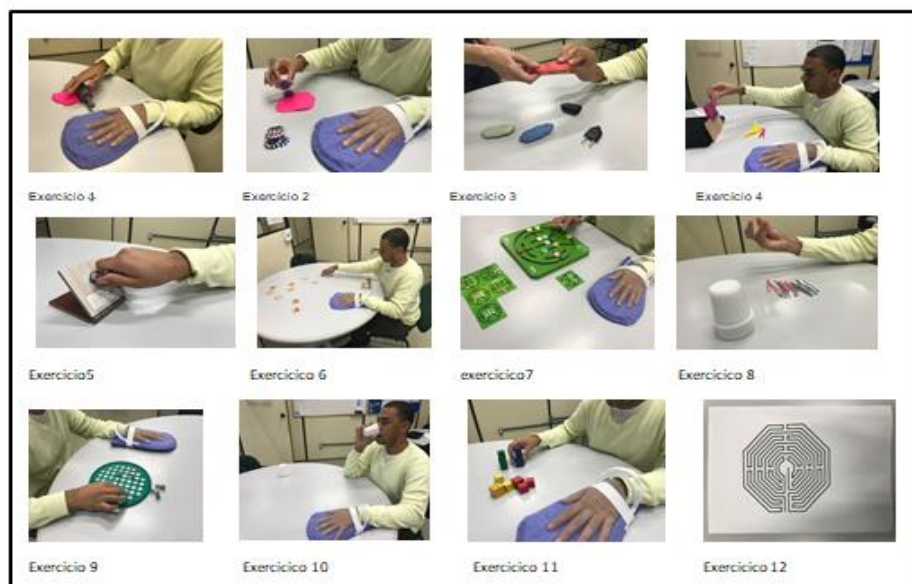 Exercicio 1
Exercicio 2
Exercicio 3
Exercicio 4
Exercicio5
Exercicico 6
exercicico7
Exercicico 8
Exercicico 9
Exercicico 10
Exercicico 11
Exercicico 12